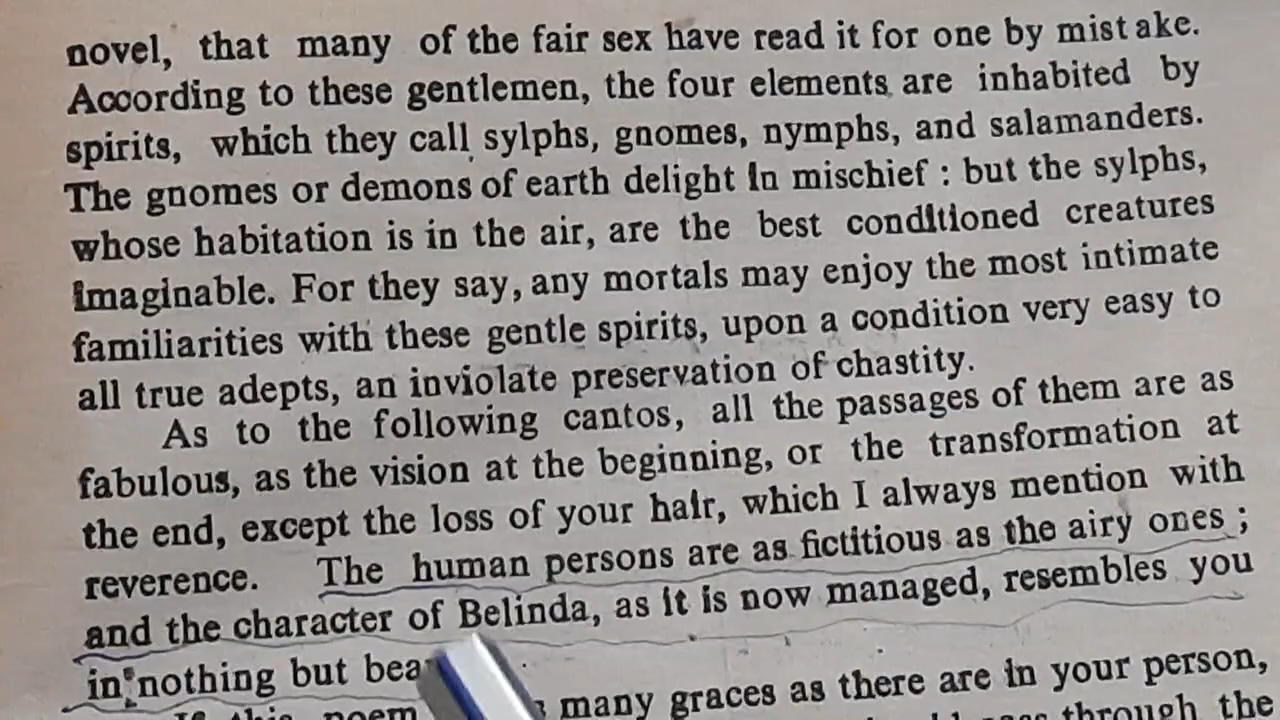 novel, that many of the fair sex have read it for one by mistake.
According to these gentlemen, the four elements are inhabited by
spirits, which they call sylphs, gnomes, nymphs, and salamanders.
The gnomes or demons of earth delight in mischief : but the sylphs,
whose habitation is in the air, are the best conditioned creatures
imaginable. For they say, any mortals may enjoy the most intimate
familiarities with these gentle spirits, upon a condition very easy to
all true adepts, an inviolate preservation of chastity.
As to the following cantos, all the passages of them are as
fabulous, as the vision at the beginning, or the transformation at
the end, except the loss of your hair, which I always mention with
reverence. The human persons are as fictitious as the airy ones ;
and the character of Belinda, as it is now managed, resembles you
in nothing but
many graces as there are in your person,
this poem
through the